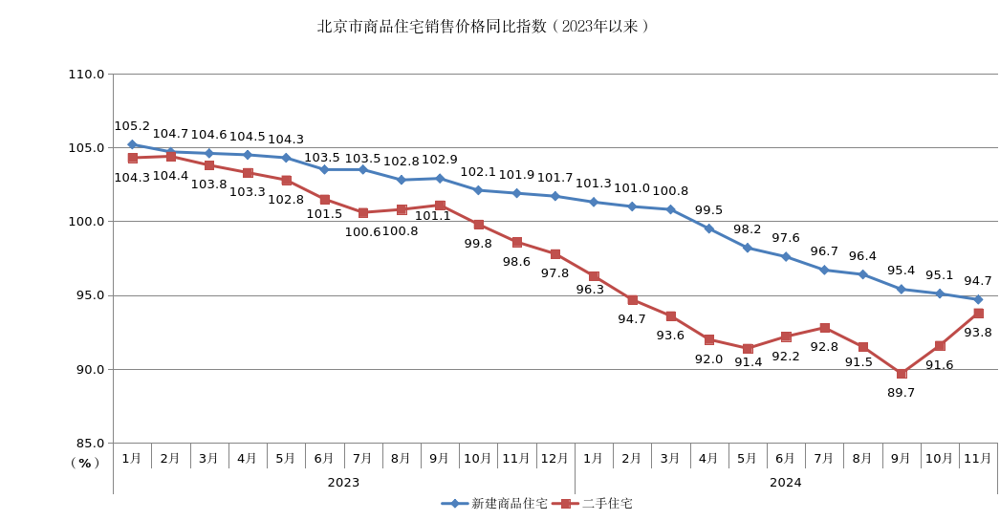 北京市商品住宅销售价格同比指数（2023年以来）
110.0
105.0
100.0
95.0
90.0
85.0
（%）
105.2 104.7 104.6 104.5 104.3 103.5 103.5 102.8 102.9 102.1 101.9 101.7 101.3 101.0 100.8 99.5 98.2 97.6 96.7 96.4 95.4 95.1 94.7
104.3 104.4 103.8 103.3 102.8 101.5 100.6 100.8 101.1 99.8 98.6 97.8 96.3 94.7 93.6 92.0 91.4 92.2 92.8 91.5 89.7 91.6 93.8
1月 2月 3月 4月 5月 6月 7月 8月 9月 10月 11月 12月 1月 2月 3月 4月 5月 6月 7月 8月 9月 10月 11月
2023 2024
新建商品住宅 二手住宅